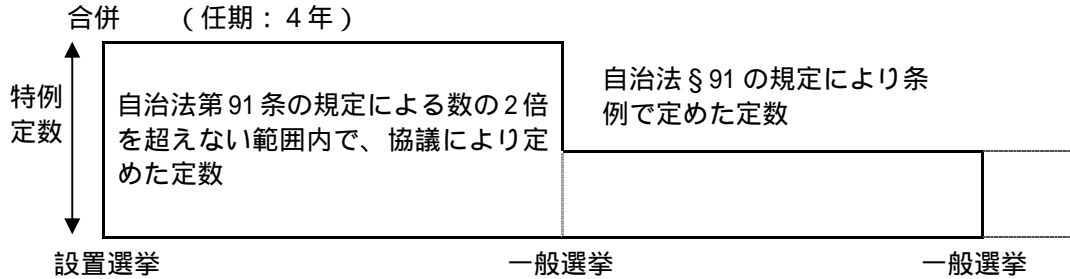 合併　　（任期：４年）
特例
定数
自治法第91条の規定による数の2倍
を超えない範囲内で、協議により定
めた定数
自治法§91の規定により条
例で定めた定数
設置選挙
一般選挙
一般選挙